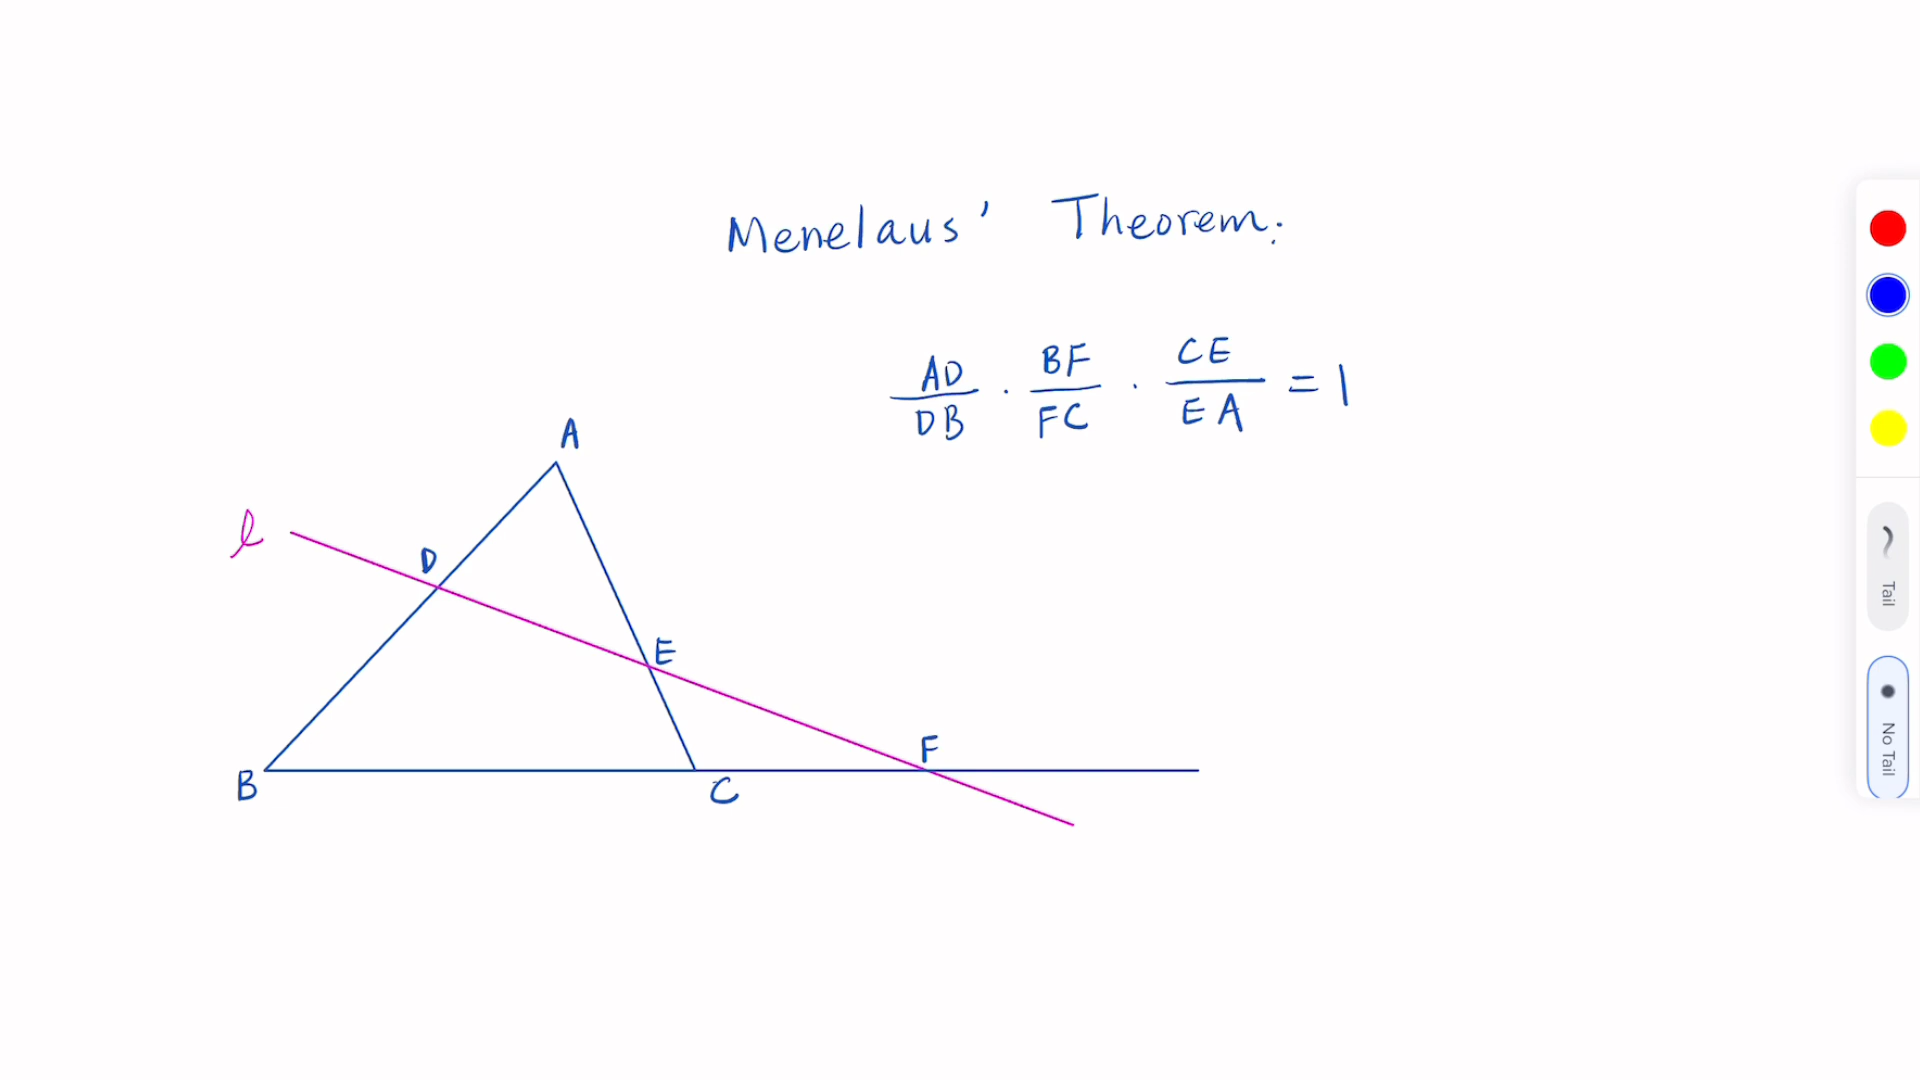 Menelaus' Theorem:
AD/DB · BF/FC · CE/EA = 1
A
l
D
E
F
B
C
Tail
No Tail